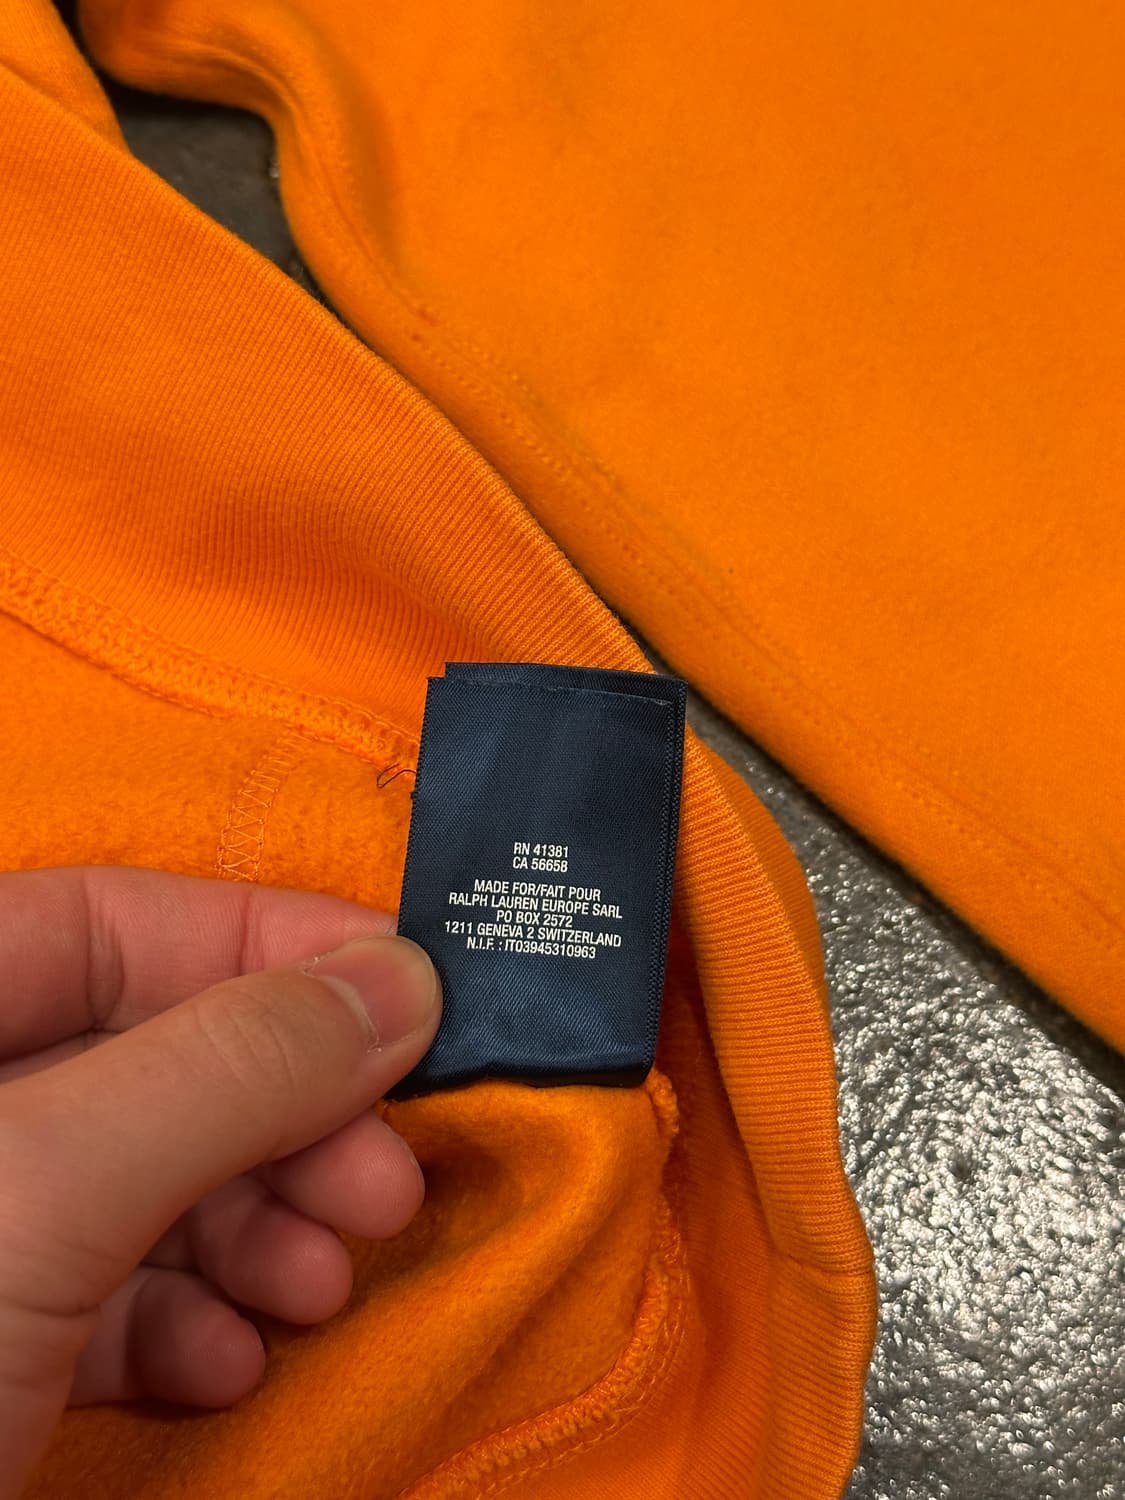 RN 41381
CA 56658
MADE FOR/FAIT POUR
RALPH LAUREN EUROPE SARL
PO BOX 2572
1211 GENEVA 2 SWITZERLAND
N.I.F. : IT03945310963